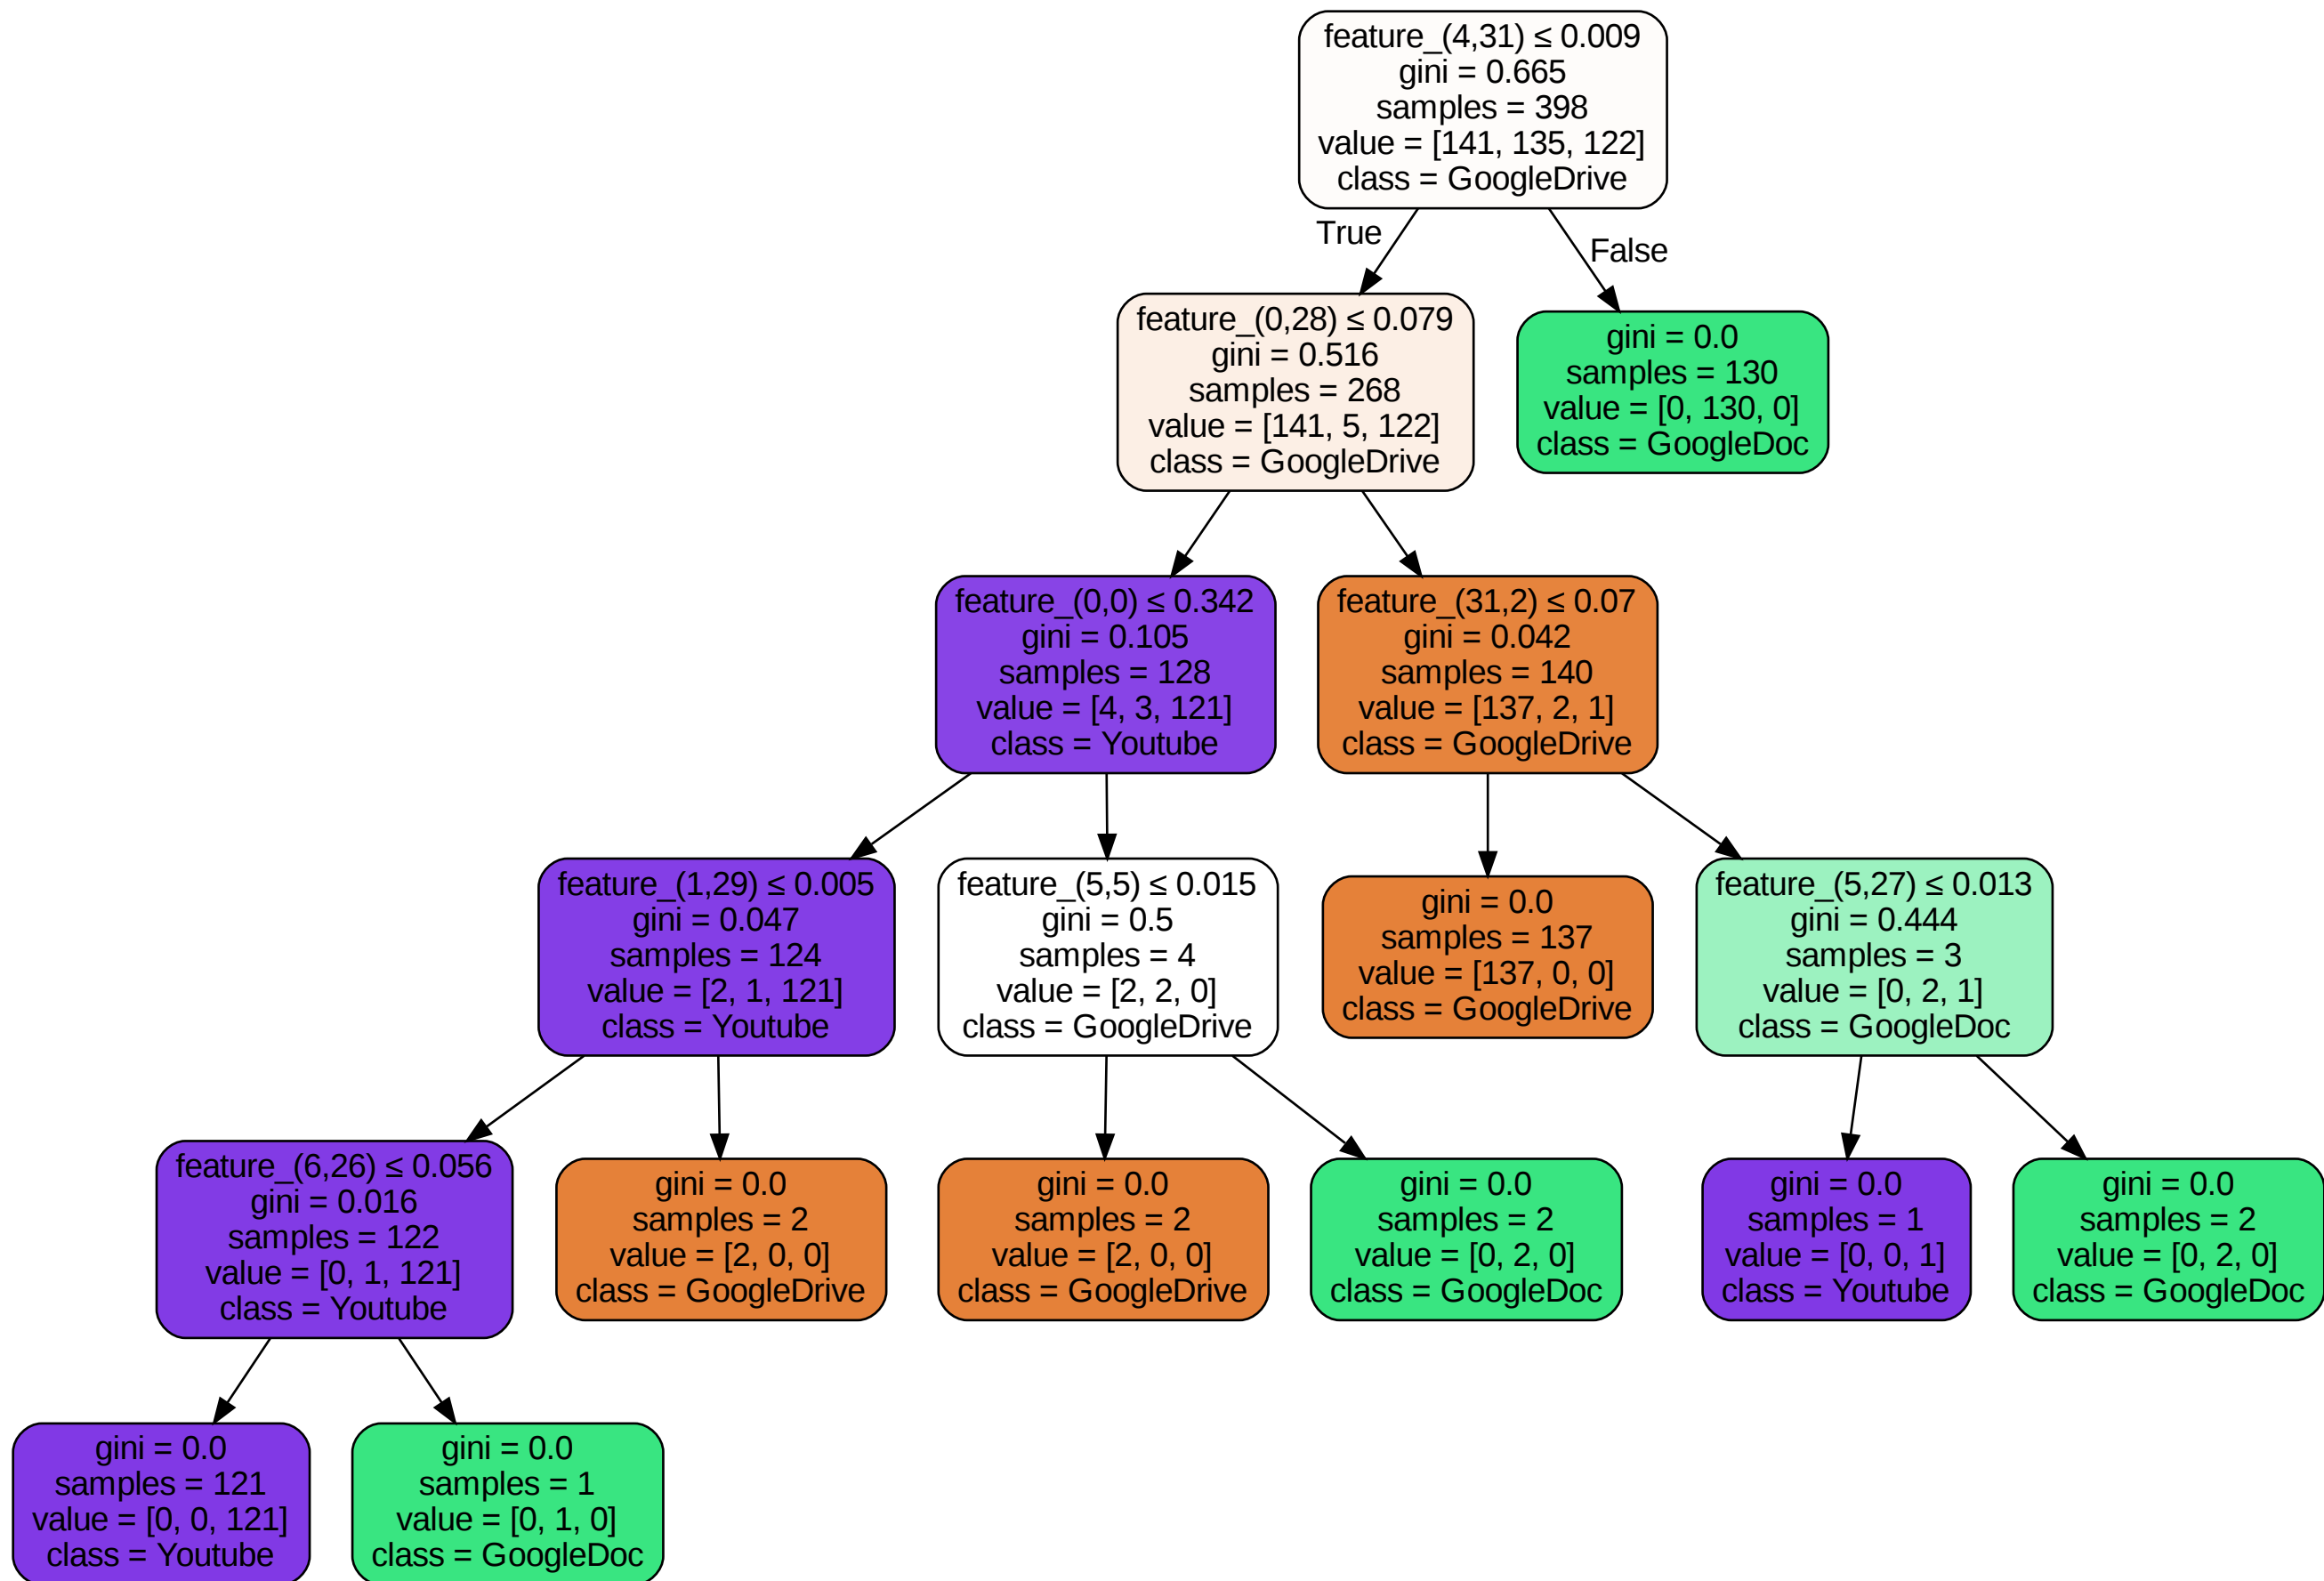 feature_(4,31) ≤ 0.009
gini = 0.665
samples = 398
value = [141, 135, 122]
class = GoogleDrive
True
False
feature_(0,28) ≤ 0.079
gini = 0.516
samples = 268
value = [141, 5, 122]
class = GoogleDrive
gini = 0.0
samples = 130
value = [0, 130, 0]
class = GoogleDoc
feature_(0,0) ≤ 0.342
gini = 0.105
samples = 128
value = [4, 3, 121]
class = Youtube
feature_(31,2) ≤ 0.07
gini = 0.042
samples = 140
value = [137, 2, 1]
class = GoogleDrive
feature_(1,29) ≤ 0.005
gini = 0.047
samples = 124
value = [2, 1, 121]
class = Youtube
feature_(5,5) ≤ 0.015
gini = 0.5
samples = 4
value = [2, 2, 0]
class = GoogleDrive
gini = 0.0
samples = 137
value = [137, 0, 0]
class = GoogleDrive
feature_(5,27) ≤ 0.013
gini = 0.444
samples = 3
value = [0, 2, 1]
class = GoogleDoc
feature_(6,26) ≤ 0.056
gini = 0.016
samples = 122
value = [0, 1, 121]
class = Youtube
gini = 0.0
samples = 2
value = [2, 0, 0]
class = GoogleDrive
gini = 0.0
samples = 2
value = [2, 0, 0]
class = GoogleDrive
gini = 0.0
samples = 2
value = [0, 2, 0]
class = GoogleDoc
gini = 0.0
samples = 1
value = [0, 0, 1]
class = Youtube
gini = 0.0
samples = 2
value = [0, 2, 0]
class = GoogleDoc
gini = 0.0
samples = 121
value = [0, 0, 121]
class = Youtube
gini = 0.0
samples = 1
value = [0, 1, 0]
class = GoogleDoc